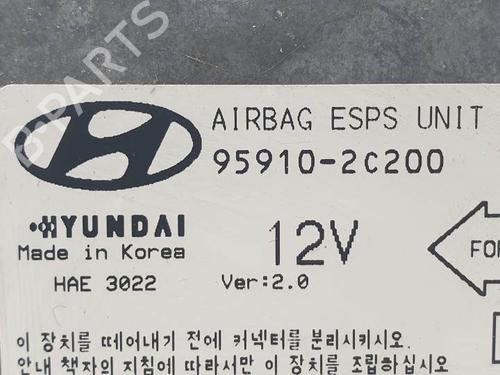 B-PARTS
AIRBAG ESPS UNIT
95910-2C200
HYUNDAI
Made in Korea
12V
HAE 3022
Ver:2.0
FOR
이 장치를 떼어내기 전에 커넥터를 분리시키시오.
안내 책자의 지침에 따라서만 이 장치를 조립하십시오